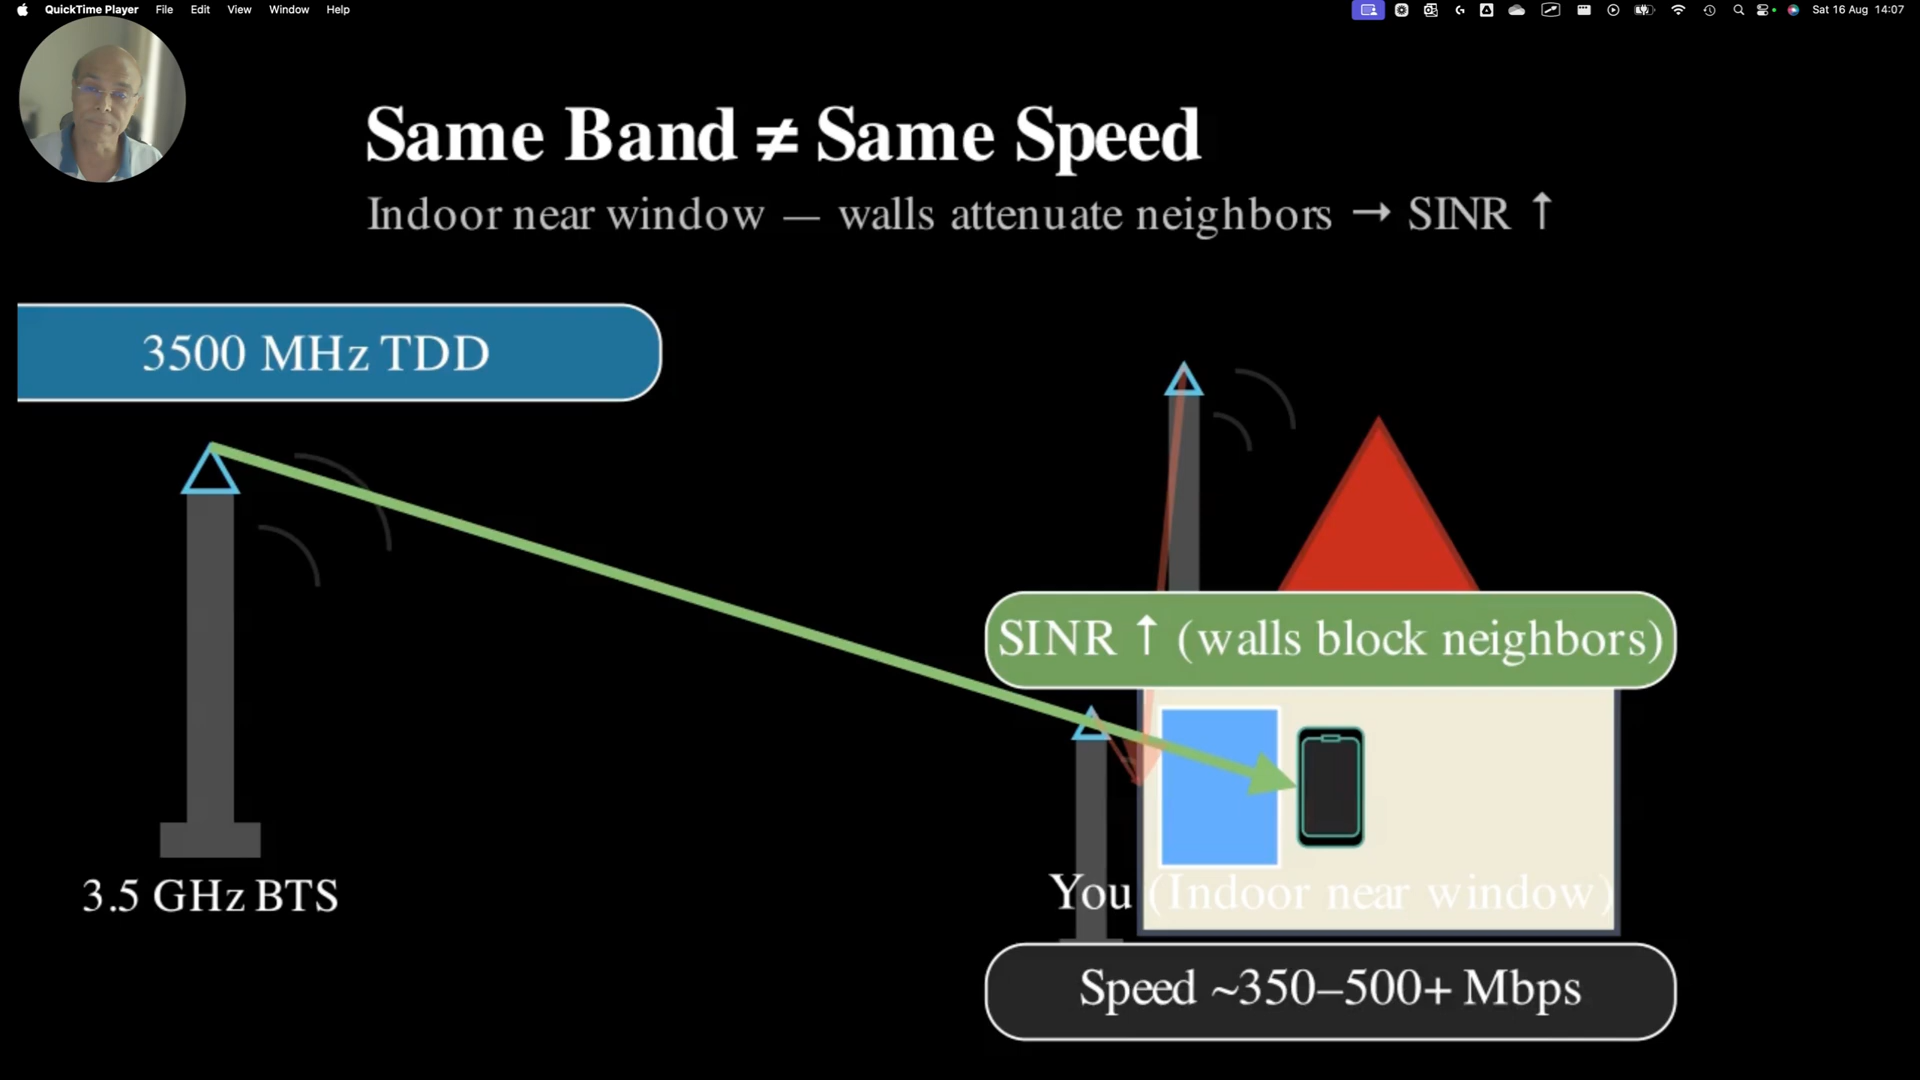 QuickTime Player File Edit View Window Help Sat 16 Aug 14:07
Same Band ≠ Same Speed
Indoor near window — walls attenuate neighbors → SINR ↑
3500 MHz TDD
SINR ↑ (walls block neighbors)
3.5 GHz BTS
You (Indoor near window)
Speed ~350–500+ Mbps